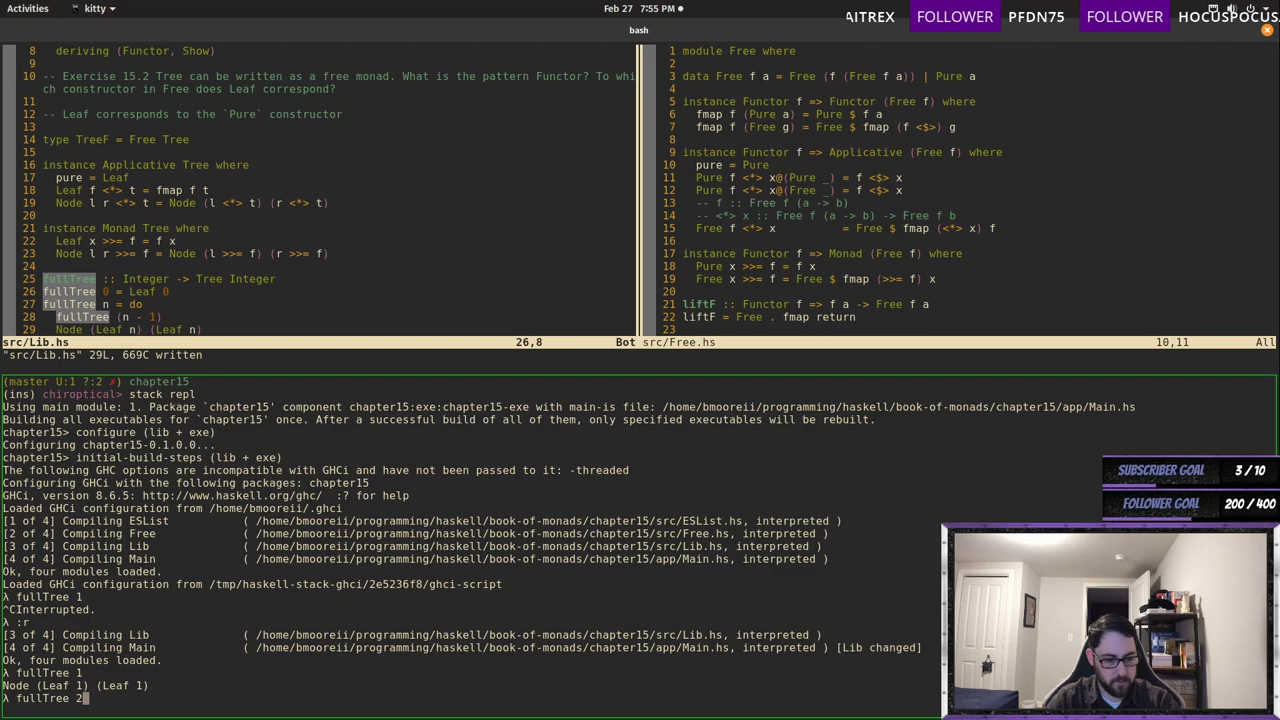 Activities kitty Feb 27 7:55 PM
AITREX FOLLOWER PFDN75 FOLLOWER HOCUSPOCUS
bash
8 deriving (Functor, Show)
9
10 -- Exercise 15.2 Tree can be written as a free monad. What is the pattern Functor? To whi
ch constructor in Free does Leaf correspond?
11
12 -- Leaf corresponds to the `Pure` constructor
13
14 type TreeF = Free Tree
15
16 instance Applicative Tree where
17 pure = Leaf
18 Leaf f <*> t = fmap f t
19 Node l r <*> t = Node (l <*> t) (r <*> t)
20
21 instance Monad Tree where
22 Leaf x >>= f = f x
23 Node l r >>= f = Node (l >>= f) (r >>= f)
24
25 fullTree :: Integer -> Tree Integer
26 fullTree 0 = Leaf 0
27 fullTree n = do
28 fullTree (n - 1)
29 Node (Leaf n) (Leaf n)
src/Lib.hs 26,8 Bot
1 module Free where
2
3 data Free f a = Free (f (Free f a)) | Pure a
4
5 instance Functor f => Functor (Free f) where
6 fmap f (Pure a) = Pure $ f a
7 fmap f (Free g) = Free $ fmap (f <$>) g
8
9 instance Functor f => Applicative (Free f) where
10 pure = Pure
11 Pure f <*> x@(Pure _) = f <$> x
12 Pure f <*> x@(Free _) = f <$> x
13 -- f :: Free f (a -> b)
14 -- <*> x :: Free f (a -> b) -> Free f b
15 Free f <*> x = Free $ fmap (<*> x) f
16
17 instance Functor f => Monad (Free f) where
18 Pure x >>= f = f x
19 Free x >>= f = Free $ fmap (>>= f) x
20
21 liftF :: Functor f => f a -> Free f a
22 liftF = Free . fmap return
23
src/Free.hs 10,11 All
"src/Lib.hs" 29L, 669C written
(master U:1 ?:2 ✗) chapter15
(ins) chiroptical> stack repl
Using main module: 1. Package `chapter15' component chapter15:exe:chapter15-exe with main-is file: /home/bmooreii/programming/haskell/book-of-monads/chapter15/app/Main.hs
Building all executables for `chapter15' once. After a successful build of all of them, only specified executables will be rebuilt.
chapter15> configure (lib + exe)
Configuring chapter15-0.1.0.0...
chapter15> initial-build-steps (lib + exe)
The following GHC options are incompatible with GHCi and have not been passed to it: -threaded
Configuring GHCi with the following packages: chapter15
GHCi, version 8.6.5: http://www.haskell.org/ghc/ :? for help
Loaded GHCi configuration from /home/bmooreii/.ghci
[1 of 4] Compiling ESList ( /home/bmooreii/programming/haskell/book-of-monads/chapter15/src/ESList.hs, interpreted )
[2 of 4] Compiling Free ( /home/bmooreii/programming/haskell/book-of-monads/chapter15/src/Free.hs, interpreted )
[3 of 4] Compiling Lib ( /home/bmooreii/programming/haskell/book-of-monads/chapter15/src/Lib.hs, interpreted )
[4 of 4] Compiling Main ( /home/bmooreii/programming/haskell/book-of-monads/chapter15/app/Main.hs, interpreted )
Ok, four modules loaded.
Loaded GHCi configuration from /tmp/haskell-stack-ghci/2e5236f8/ghci-script
λ fullTree 1
^CInterrupted.
λ :r
[3 of 4] Compiling Lib ( /home/bmooreii/programming/haskell/book-of-monads/chapter15/src/Lib.hs, interpreted )
[4 of 4] Compiling Main ( /home/bmooreii/programming/haskell/book-of-monads/chapter15/app/Main.hs, interpreted ) [Lib changed]
Ok, four modules loaded.
λ fullTree 1
Node (Leaf 1) (Leaf 1)
λ fullTree 2
SUBSCRIBER GOAL 3 / 10
FOLLOWER GOAL 200 / 400